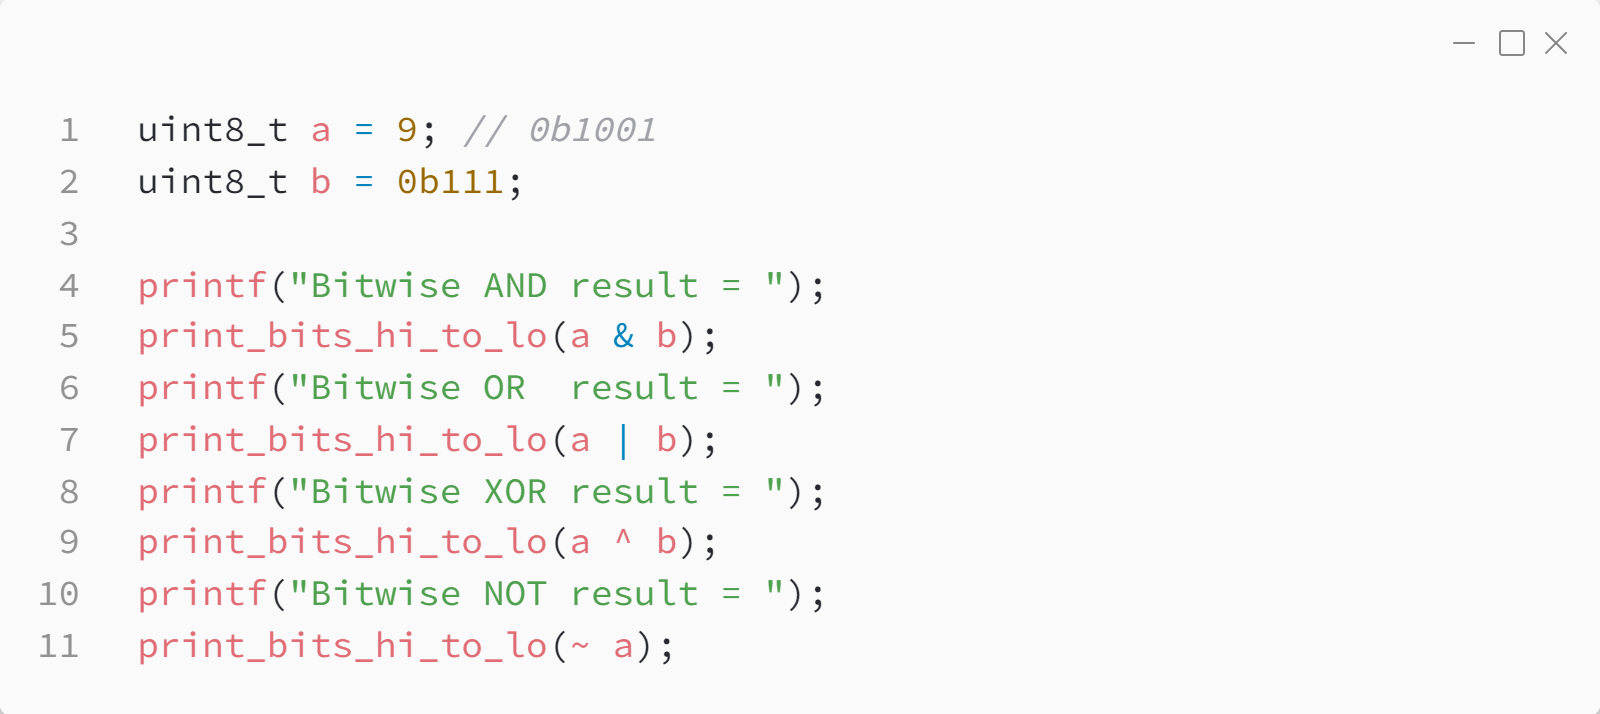 1 uint8_t a = 9; // 0b1001
2 uint8_t b = 0b111;
3
4 printf("Bitwise AND result = ");
5 print_bits_hi_to_lo(a & b);
6 printf("Bitwise OR  result = ");
7 print_bits_hi_to_lo(a | b);
8 printf("Bitwise XOR result = ");
9 print_bits_hi_to_lo(a ^ b);
10 printf("Bitwise NOT result = ");
11 print_bits_hi_to_lo(~ a);